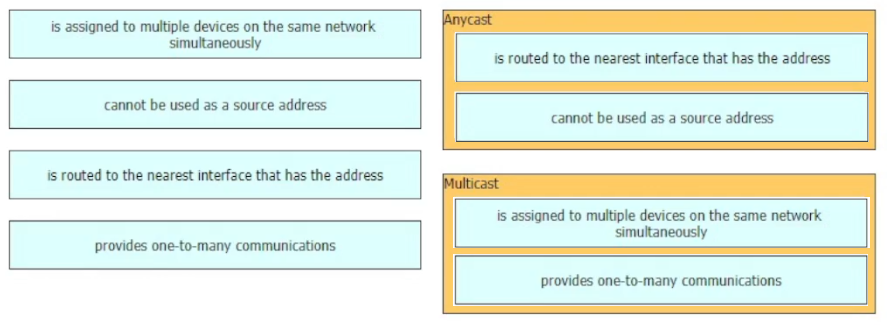 is assigned to multiple devices on the same network
simultaneously
cannot be used as a source address
is routed to the nearest interface that has the address
provides one-to-many communications
Anycast
is routed to the nearest interface that has the address
cannot be used as a source address
Multicast
is assigned to multiple devices on the same network
simultaneously
provides one-to-many communications